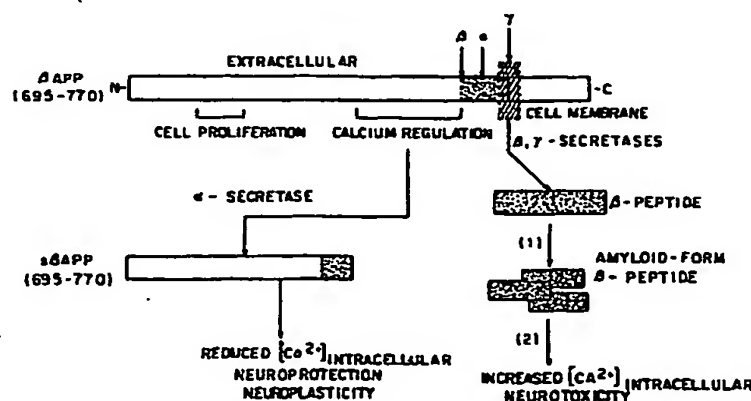 γ
β α
EXTRACELLULAR
βAPP
(695-770)
N-
-C
CELL MEMBRANE
CELL PROLIFERATION CALCIUM REGULATION
β,γ-SECRETASES
α- SECRETASE
β-PEPTIDE
(1)
sβAPP
(695-770)
AMYLOID-FORM
β- PEPTIDE
(2)
REDUCED [Ca2+]INTRACELLULAR
NEUROPROTECTION
NEUROPLASTICITY
INCREASED [CA2+]INTRACELLULAR
NEUROTOXICITY